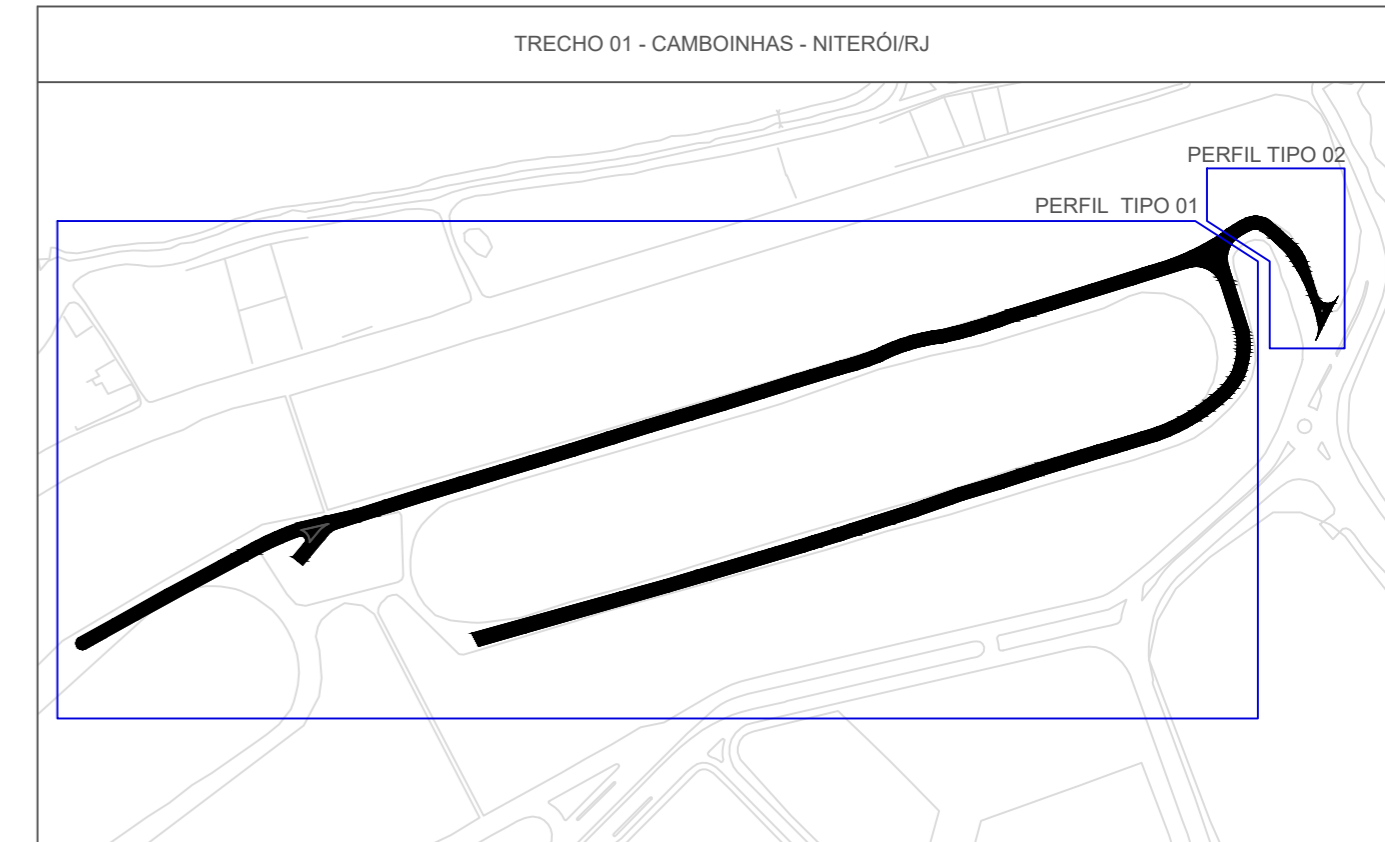 TRECHO 01 - CAMBOINHAS - NITERÓI/RJ
PERFIL TIPO 02
PERFIL TIPO 01